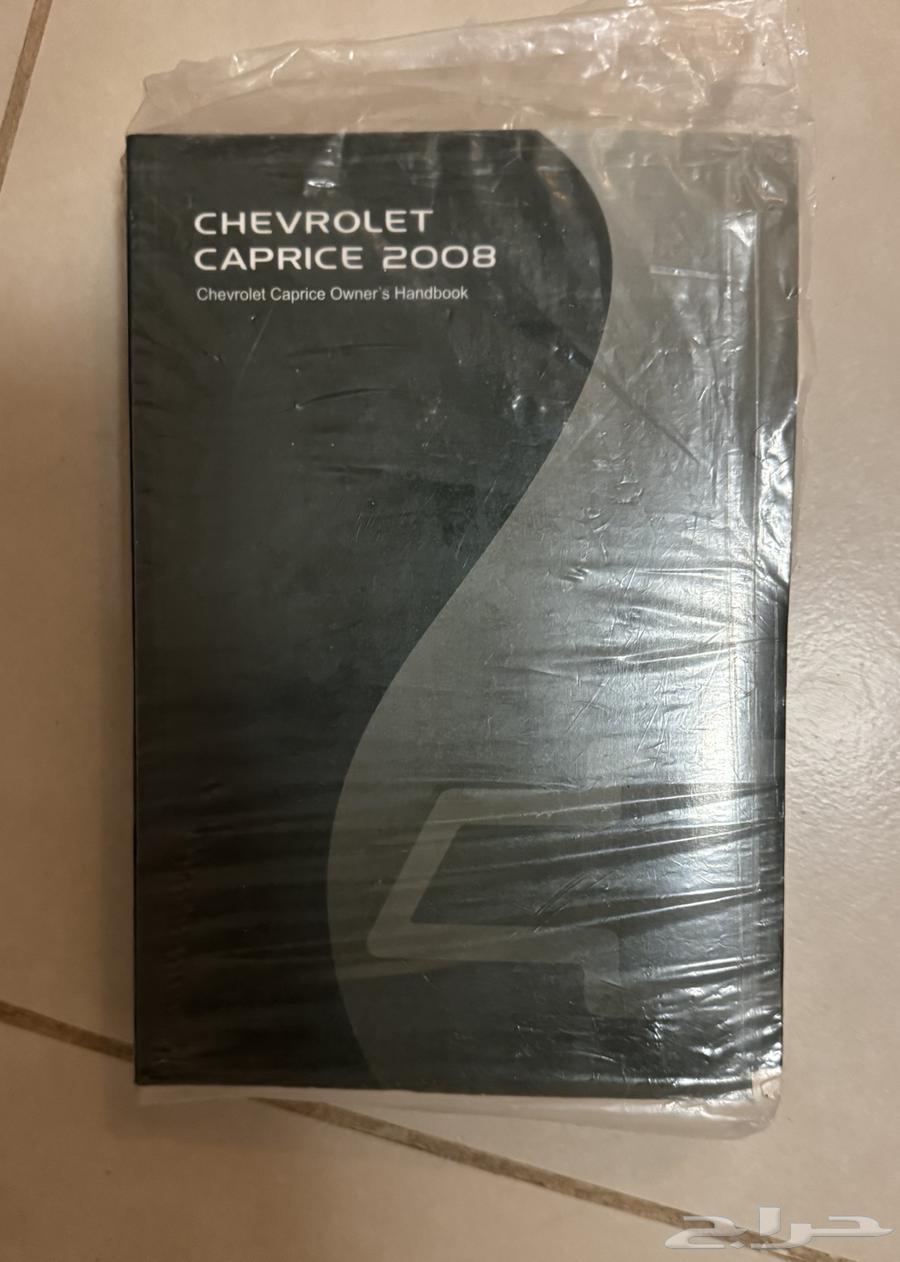 CHEVROLET
CAPRICE 2008
Chevrolet Caprice Owner's Handbook
حراج